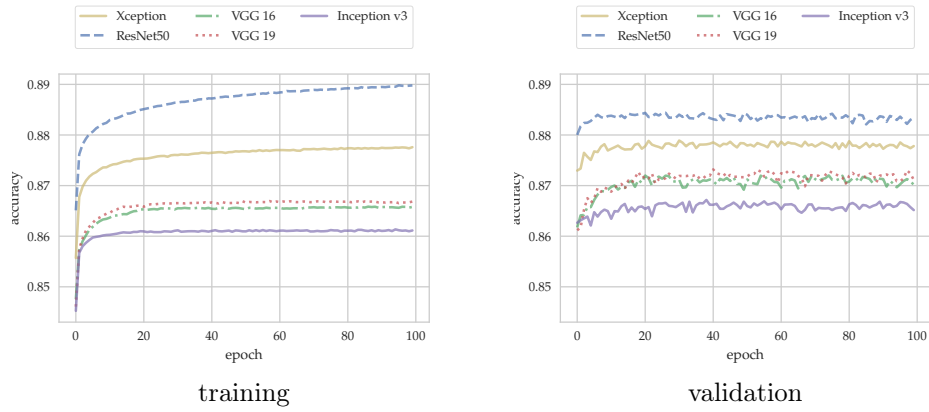 Xception VGG 16 Inception v3
ResNet50 VGG 19
0.89
0.88
0.87
0.86
0.85
accuracy
0 20 40 60 80 100
epoch
training
Xception VGG 16 Inception v3
ResNet50 VGG 19
0.89
0.88
0.87
0.86
0.85
accuracy
0 20 40 60 80 100
epoch
validation